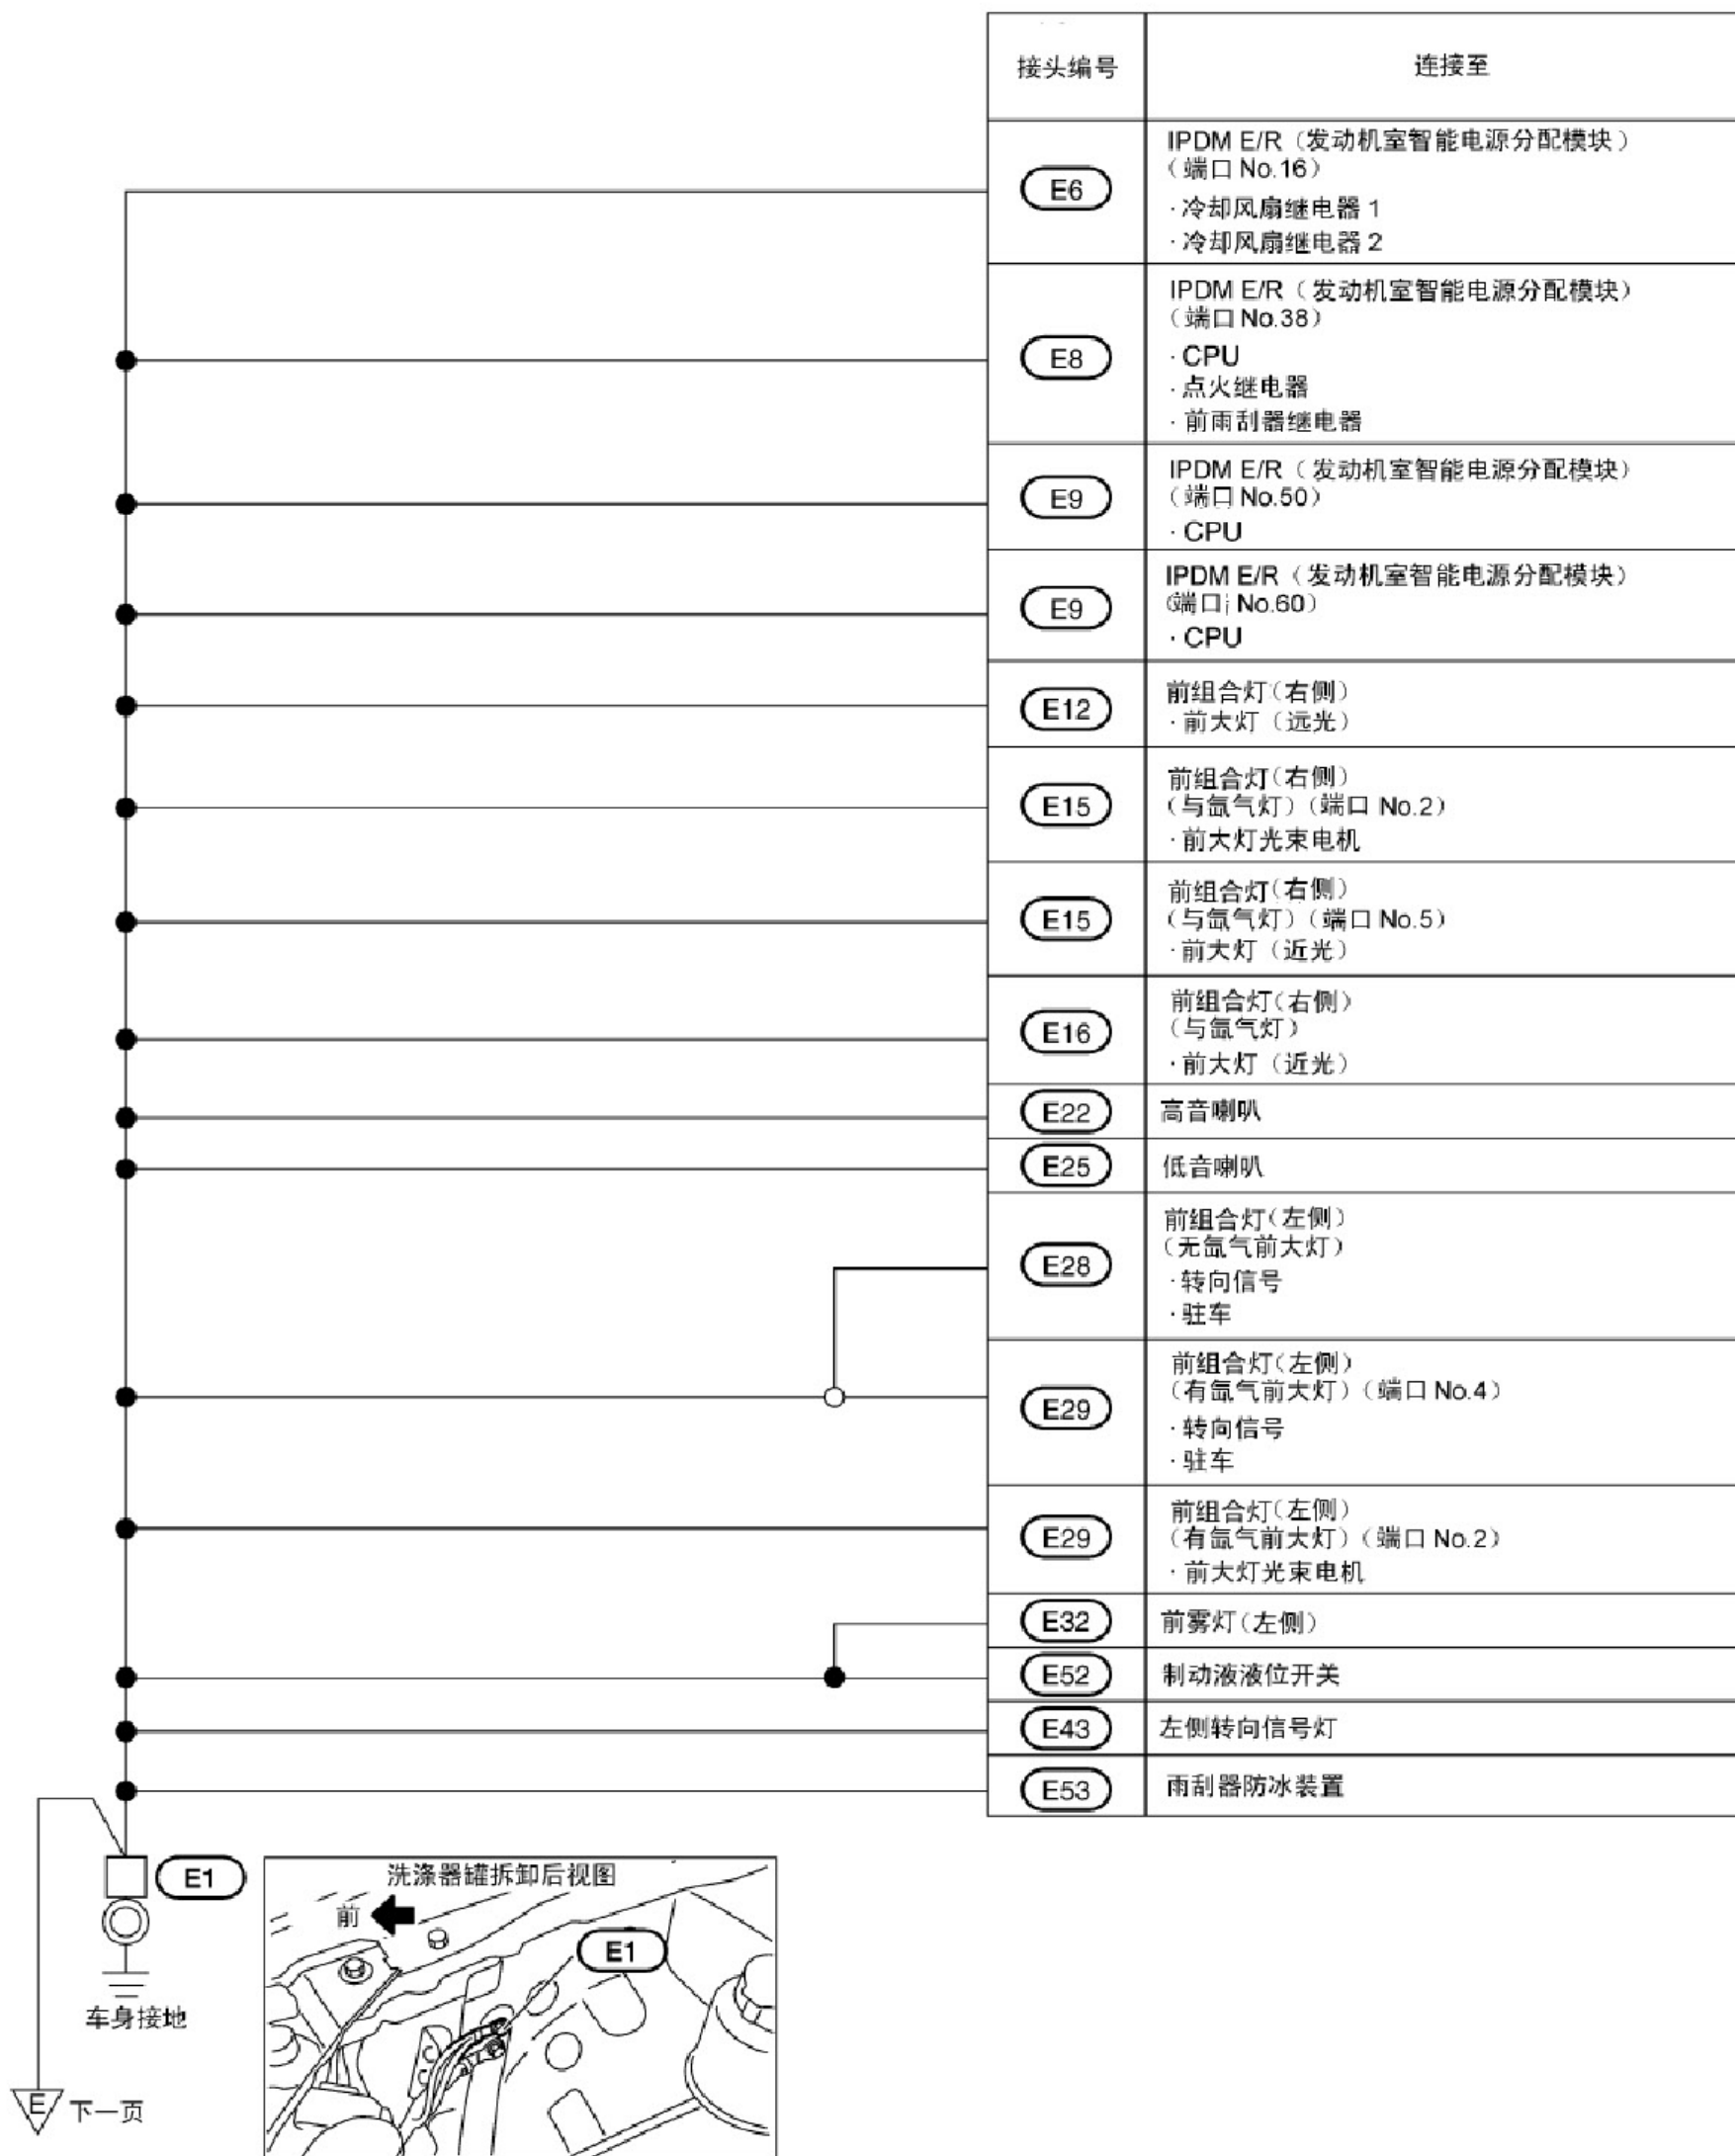 接头编号 连接至
E6
IPDM E/R（发动机室智能电源分配模块）
（端口 No.16）
·冷却风扇继电器 1
·冷却风扇继电器 2
E8
IPDM E/R（发动机室智能电源分配模块）
（端口 No.38）
·CPU
·点火继电器
·前雨刮器继电器
E9
IPDM E/R（发动机室智能电源分配模块）
（端口 No.50）
·CPU
E9
IPDM E/R（发动机室智能电源分配模块）
（端口 No.60）
·CPU
E12
前组合灯（右侧）
·前大灯（远光）
E15
前组合灯（右侧）
（与氙气灯）（端口 No.2）
·前大灯光束电机
E15
前组合灯（右侧）
（与氙气灯）（端口 No.5）
·前大灯（近光）
E16
前组合灯（右侧）
（与氙气灯）
·前大灯（近光）
E22 高音喇叭
E25 低音喇叭
E28
前组合灯（左侧）
（无氙气前大灯）
·转向信号
·驻车
E29
前组合灯（左侧）
（有氙气前大灯）（端口 No.4）
·转向信号
·驻车
E29
前组合灯（左侧）
（有氙气前大灯）（端口 No.2）
·前大灯光束电机
E32 前雾灯（左侧）
E52 制动液液位开关
E43 左侧转向信号灯
E53 雨刮器防冰装置
E1
车身接地
E 下一页
洗涤器罐拆卸后视图
前
E1